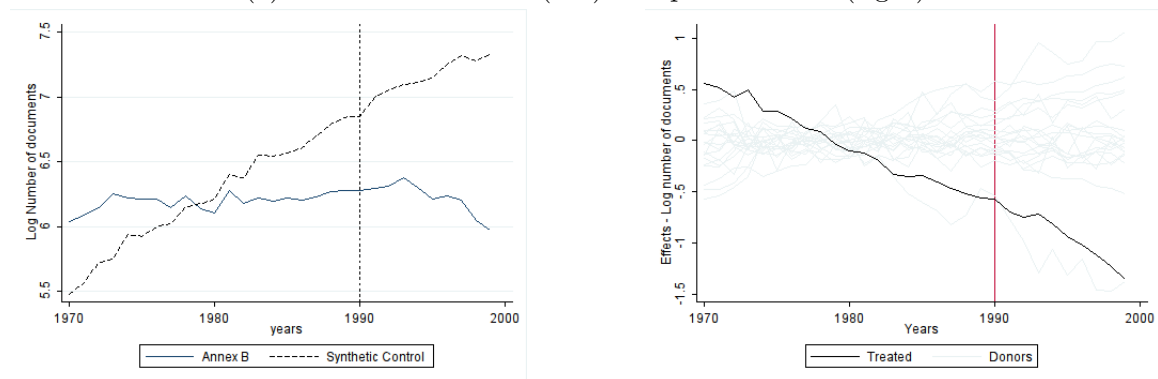 Log Number of documents
7.5
7
6.5
6
5.5
1970
1980
1990
2000
years
Annex B
Synthetic Control
Effects - Log number of documents
1
.5
0
-.5
-1
-1.5
1970
1980
1990
2000
Years
Treated
Donors